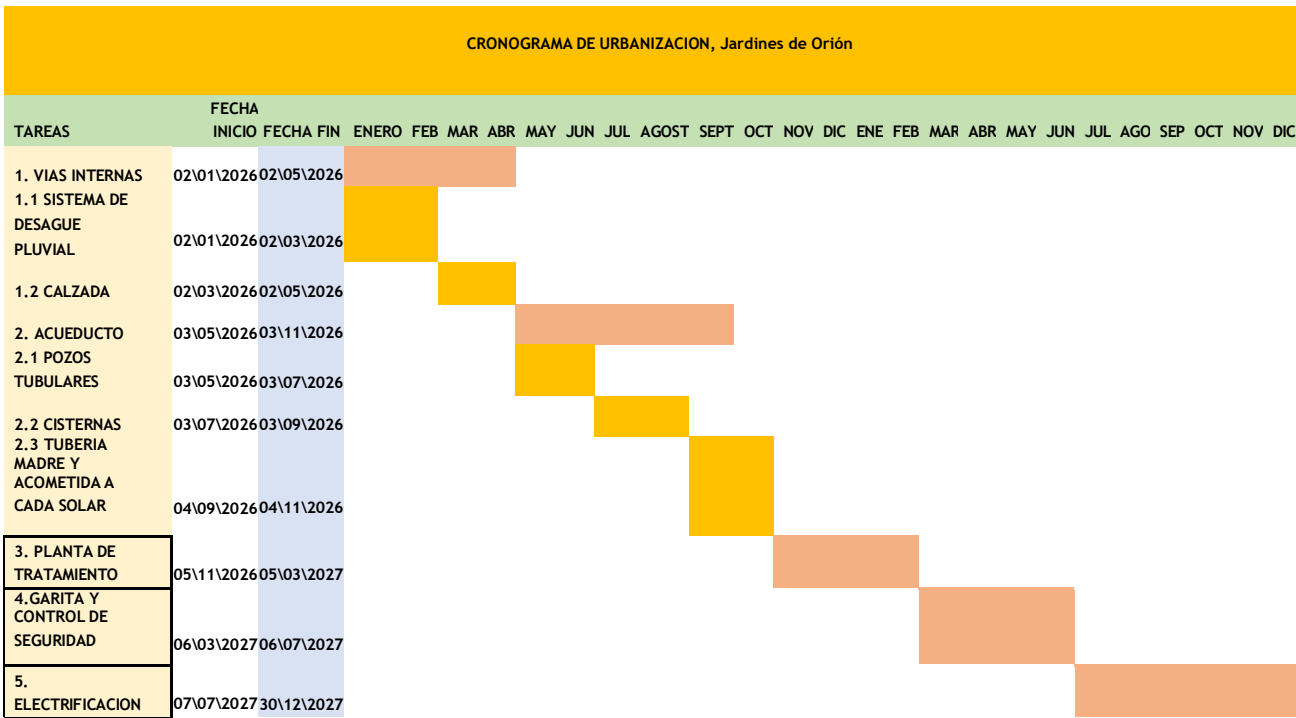 CRONOGRAMA DE URBANIZACION, Jardines de Orión
FECHA
TAREAS INICIO FECHA FIN ENERO FEB MAR ABR MAY JUN JUL AGOST SEPT OCT NOV DIC ENE FEB MAR ABR MAY JUN JUL AGO SEP OCT NOV DIC
1. VIAS INTERNAS 02\01\2026 02\05\2026
1.1 SISTEMA DE
DESAGUE
PLUVIAL 02\01\2026 02\03\2026
1.2 CALZADA 02\03\2026 02\05\2026
2. ACUEDUCTO 03\05\2026 03\11\2026
2.1 POZOS
TUBULARES 03\05\2026 03\07\2026
2.2 CISTERNAS 03\07\2026 03\09\2026
2.3 TUBERIA
MADRE Y
ACOMETIDA A
CADA SOLAR 04\09\2026 04\11\2026
3. PLANTA DE
TRATAMIENTO 05\11\2026 05\03\2027
4.GARITA Y
CONTROL DE
SEGURIDAD 06\03\2027 06\07\2027
5.
ELECTRIFICACION 07\07\2027 30\12\2027